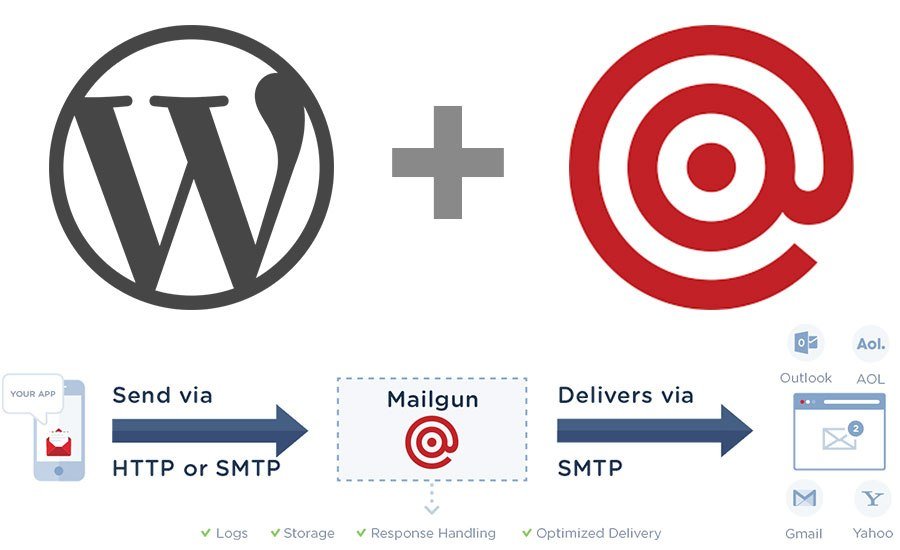 Outlook
AOL
Aol.
YOUR APP
Send via
HTTP or SMTP
Mailgun
Delivers via
SMTP
2
Gmail
Yahoo
✓ Logs ✓ Storage ✓ Response Handling ✓ Optimized Delivery